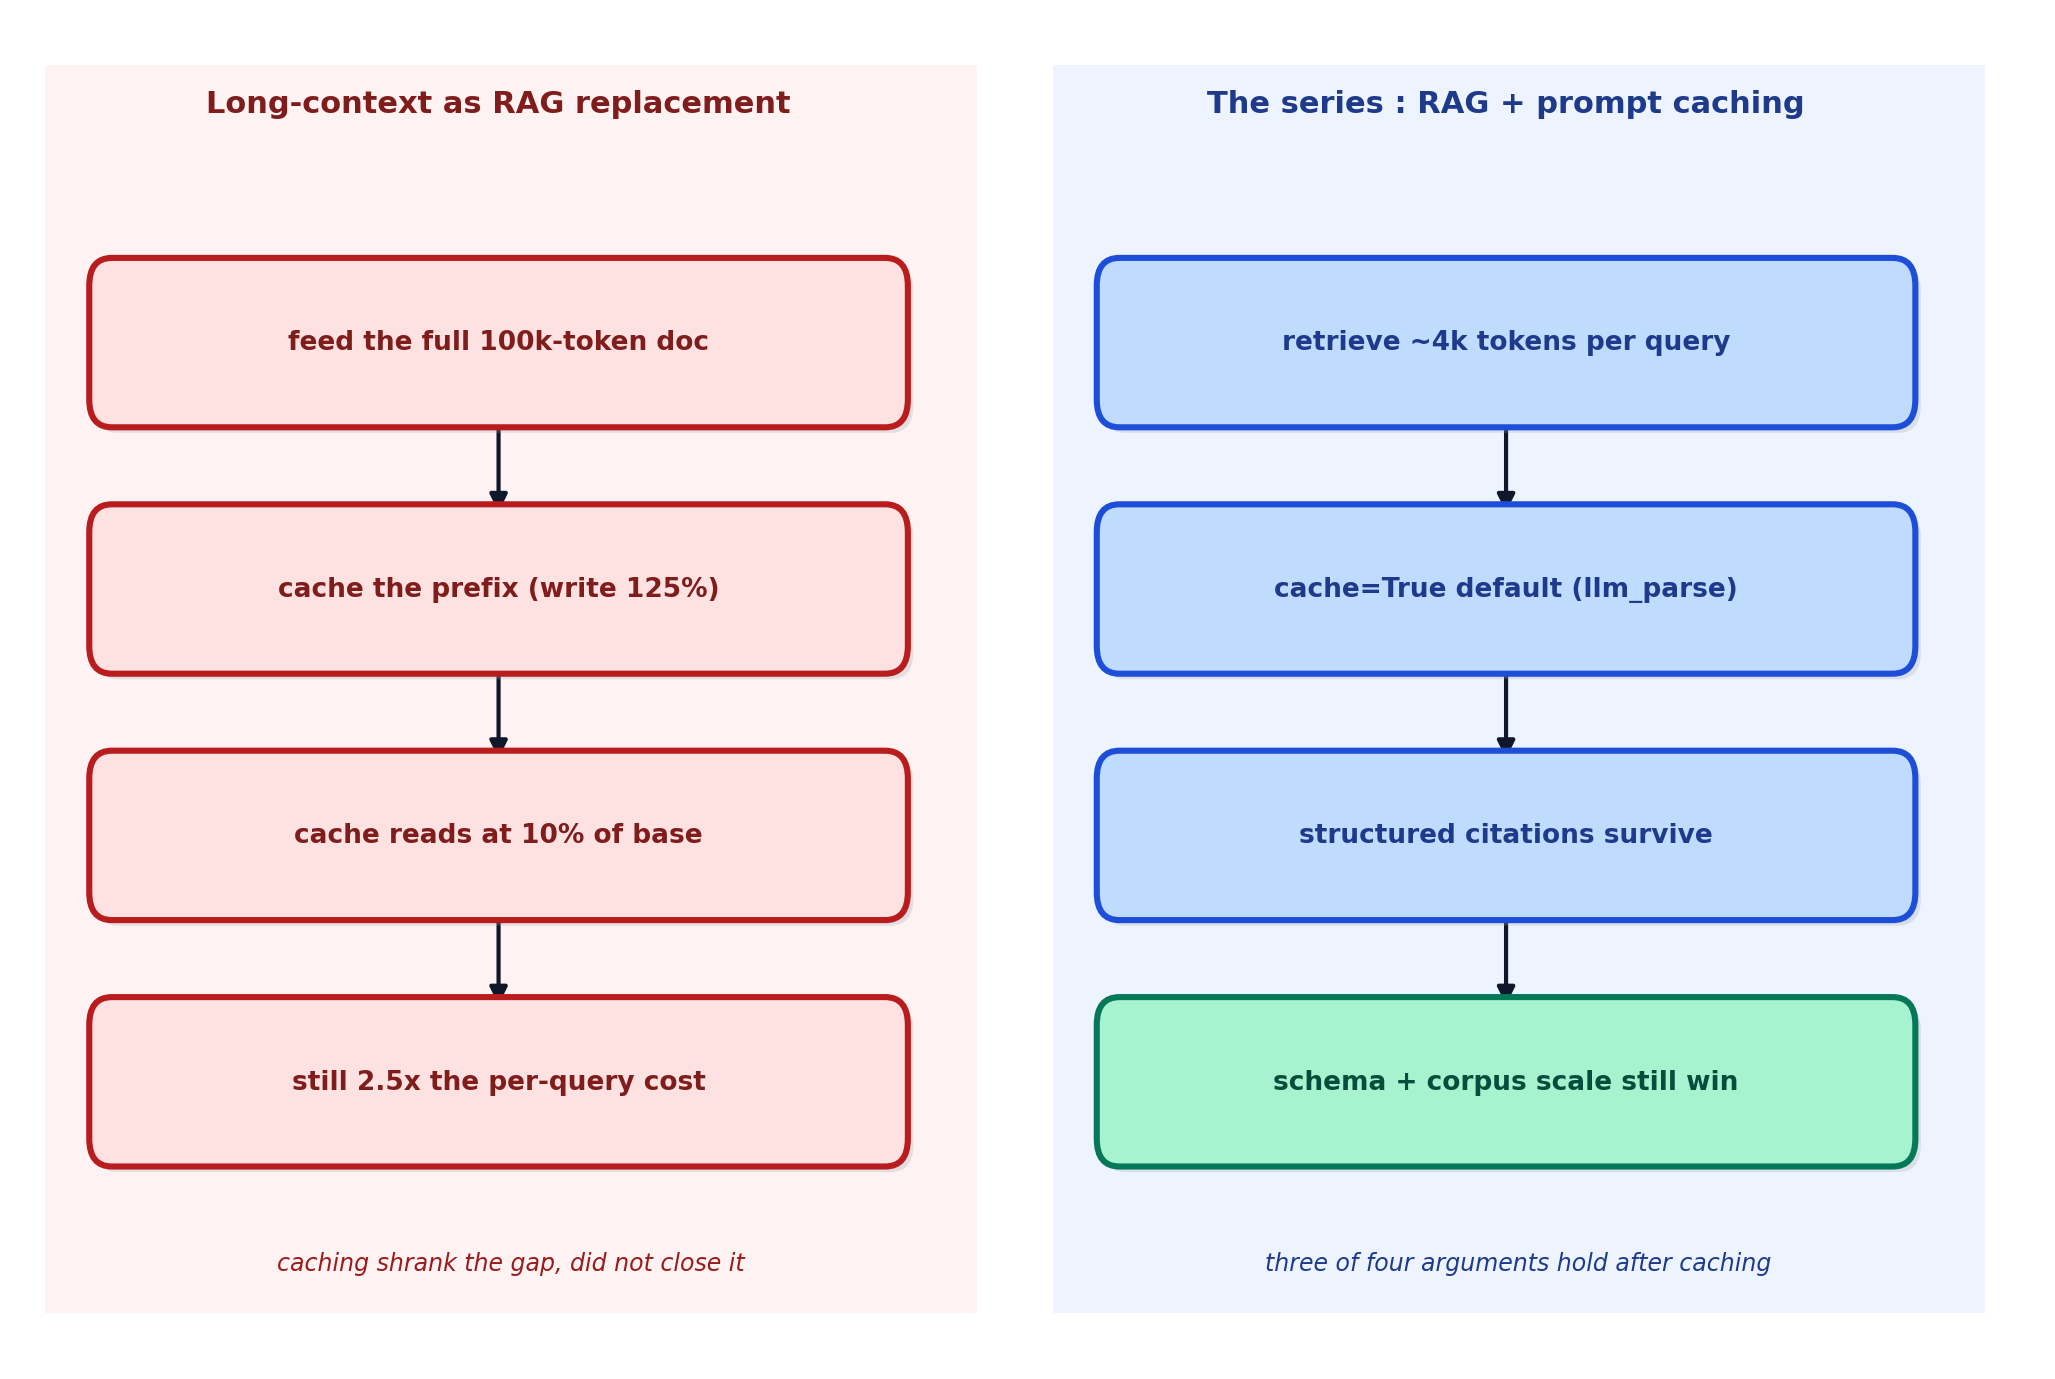 Long-context as RAG replacement
feed the full 100k-token doc
cache the prefix (write 125%)
cache reads at 10% of base
still 2.5x the per-query cost
caching shrank the gap, did not close it
The series : RAG + prompt caching
retrieve ~4k tokens per query
cache=True default (llm_parse)
structured citations survive
schema + corpus scale still win
three of four arguments hold after caching